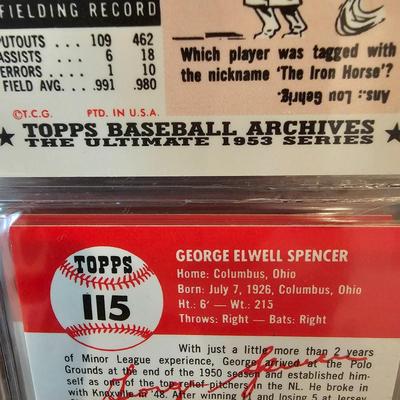 FIELDING RECORD
PUTOUTS .... 109 462
ASSISTS .... 6 18
ERRORS .... 1 10
FIELD AVG. ... .991 .980
Which player was tagged with
the nickname 'The Iron Horse'?
Ans: Lou Gehrig.
©T.C.G. PTD. IN U.S.A.
★ TOPPS BASEBALL ARCHIVES ★
THE ULTIMATE 1953 SERIES
TOPPS
115
GEORGE ELWELL SPENCER
Home: Columbus, Ohio
Born: July 7, 1926, Columbus, Ohio
Ht: 6' — Wt: 215
Throws: Right — Bats: Right
With just a little more than 2 years
of Minor League experience, George arrived at the Polo
Grounds at the end of the 1950 season and established him-
self as one of the top relief pitchers in the NL. He broke in
with Knoxville in '48. After winning and losing 5 at Jersey
George Spencer